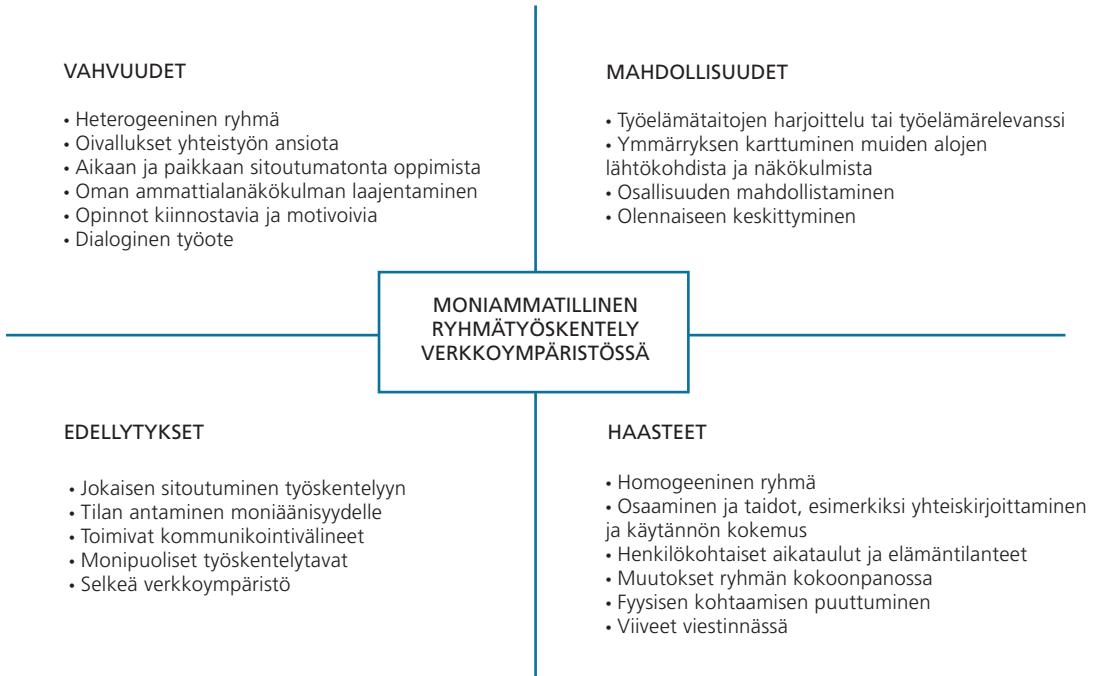 VAHVUUDET
• Heterogeeninen ryhmä
• Oivallukset yhteistyön ansiota
• Aikaan ja paikkaan sitoutumatonta oppimista
• Oman ammattialanäkökulman laajentaminen
• Opinnot kiinnostavia ja motivoivia
• Dialoginen työote
MAHDOLLISUUDET
• Työelämätaitojen harjoittelu tai työelämärelevanssi
• Ymmärryksen karttuminen muiden alojen
lähtökohdista ja näkökulmista
• Osallisuuden mahdollistaminen
• Olennaiseen keskittyminen
MONIAMMATILLINEN
RYHMÄTYÖSKENTELY
VERKKOYMPÄRISTÖSSÄ
EDELLYTYKSET
• Jokaisen sitoutuminen työskentelyyn
• Tilan antaminen moniäänisyydelle
• Toimivat kommunikointivälineet
• Monipuoliset työskentelytavat
• Selkeä verkkoympäristö
HAASTEET
• Homogeeninen ryhmä
• Osaaminen ja taidot, esimerkiksi yhteiskirjoittaminen
ja käytännön kokemus
• Henkilökohtaiset aikataulut ja elämäntilanteet
• Muutokset ryhmän kokoonpanossa
• Fyysisen kohtaamisen puuttuminen
• Viiveet viestinnässä